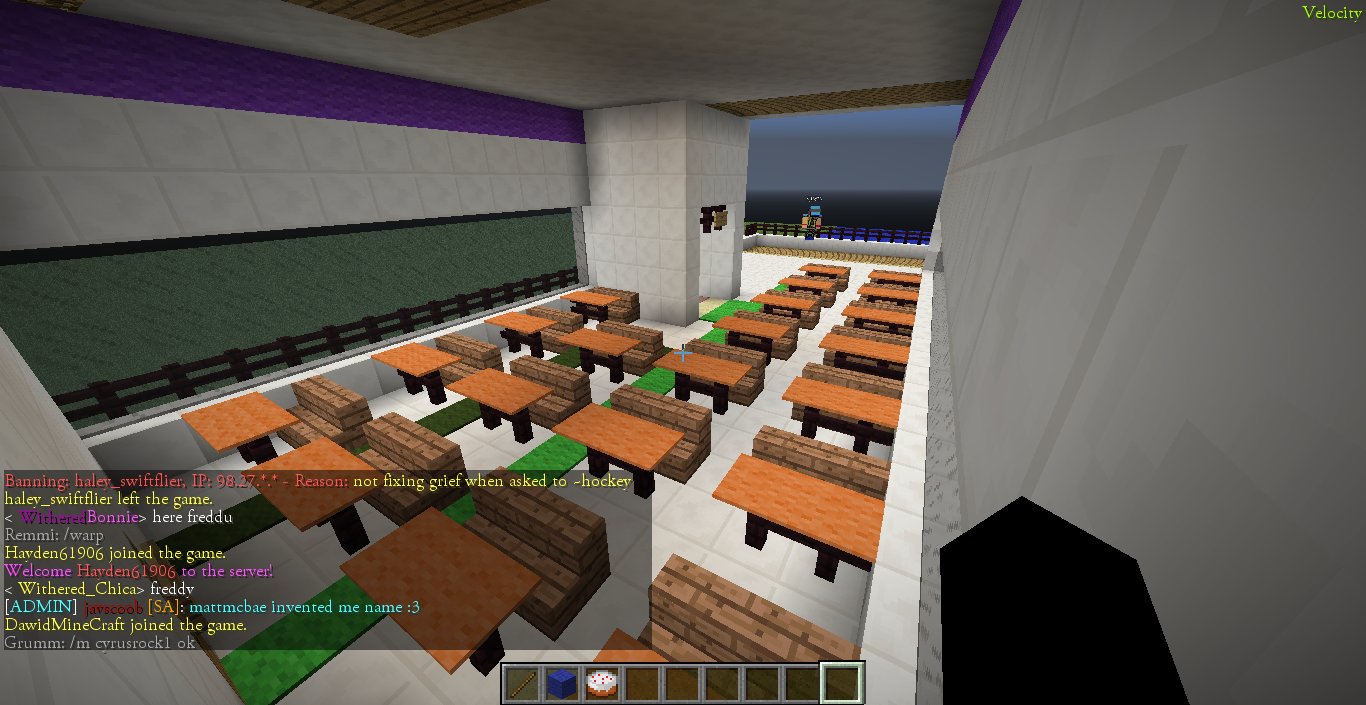 Velocity
Banning: haley_swiftflier, IP: 98.27.*.* - Reason: not fixing grief when asked to ~hockey
haley_swiftflier left the game.
< WitheredBonnie> here freddu
Remmi: /warp
Hayden61906 joined the game.
Welcome Hayden61906 to the server!
< Withered_Chica> freddy
[ADMIN] javscoob [SA]: mattmcbae invented me name :3
DawidMineCraft joined the game.
Grumm: /m cyrusrock1 ok